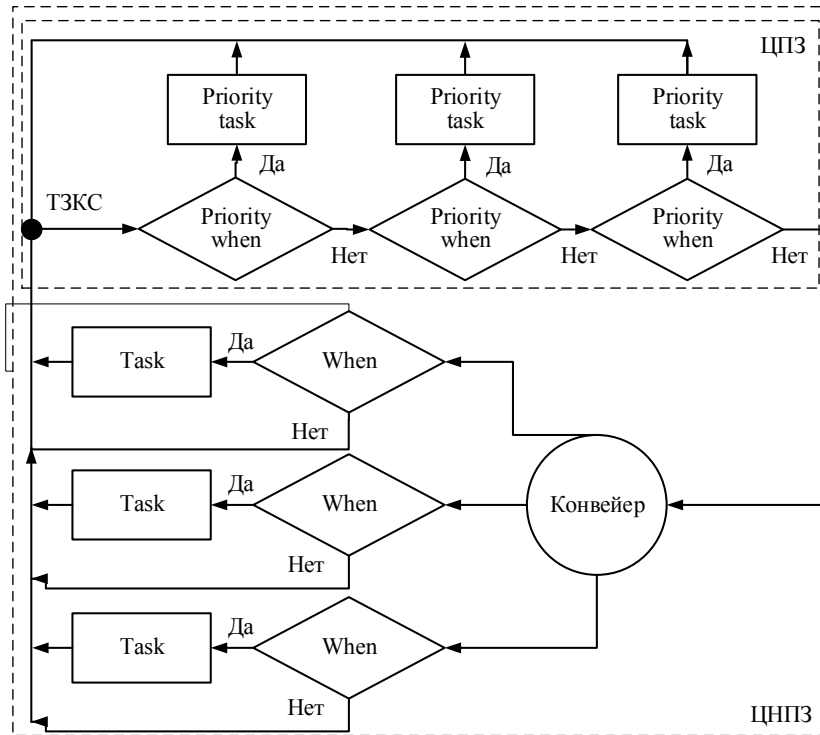 ЦПЗ
Priority
task
Priority
task
Priority
task
Да
Да
Да
ТЗКС
Priority
when
Priority
when
Priority
when
Нет
Нет
Нет
Task
Да
When
Нет
Task
Да
When
Конвейер
Нет
Task
Да
When
Нет
ЦНПЗ